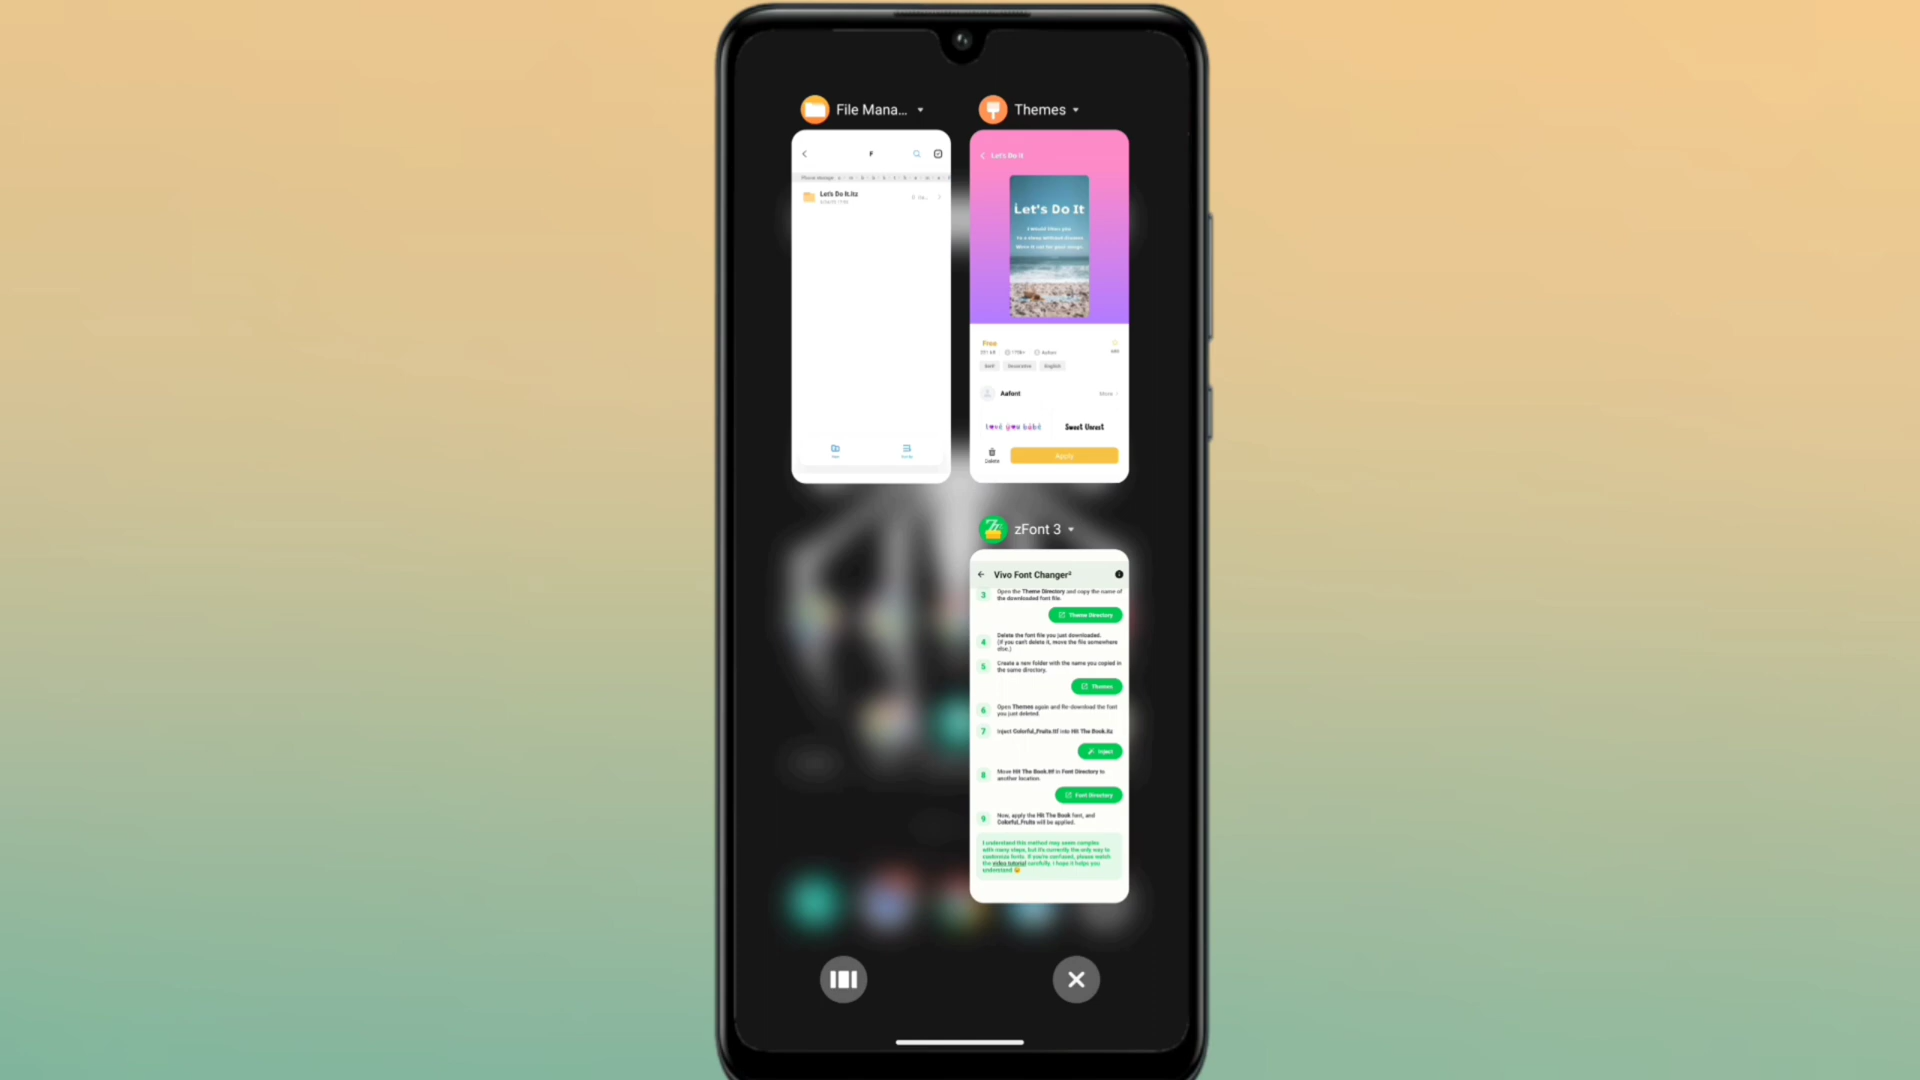 File Mana...
Themes
F
Let's Do It.itz
Let's Do It
Let's Do It
Free
Serif
Decorative
English
Aafont
More
love you babe
Sweet Unrest
Delete
Apply
zFont 3
Vivo Font Changer²
3
Open the Theme Directory and copy the name of
the downloaded font file.
Theme Directory
4
Delete the font file you just downloaded.
(If you can't delete it, move the file somewhere
else.)
5
Create a new folder with the name you copied in
the same directory.
Themes
6
Open Themes again and Re-download the font
you just deleted.
7
Inject Colorful_Fruits.ttf into Hit The Book.itz
Inject
8
Move Hit The Book.ttf in Font Directory to
another location.
Font Directory
9
Now, apply the Hit The Book font, and
Colorful_Fruits will be applied.
I understand this method may seem complex
with many steps, but it's currently the only way to
customize fonts. If you're confused, please watch
the video tutorial carefully. I hope it helps you
understand